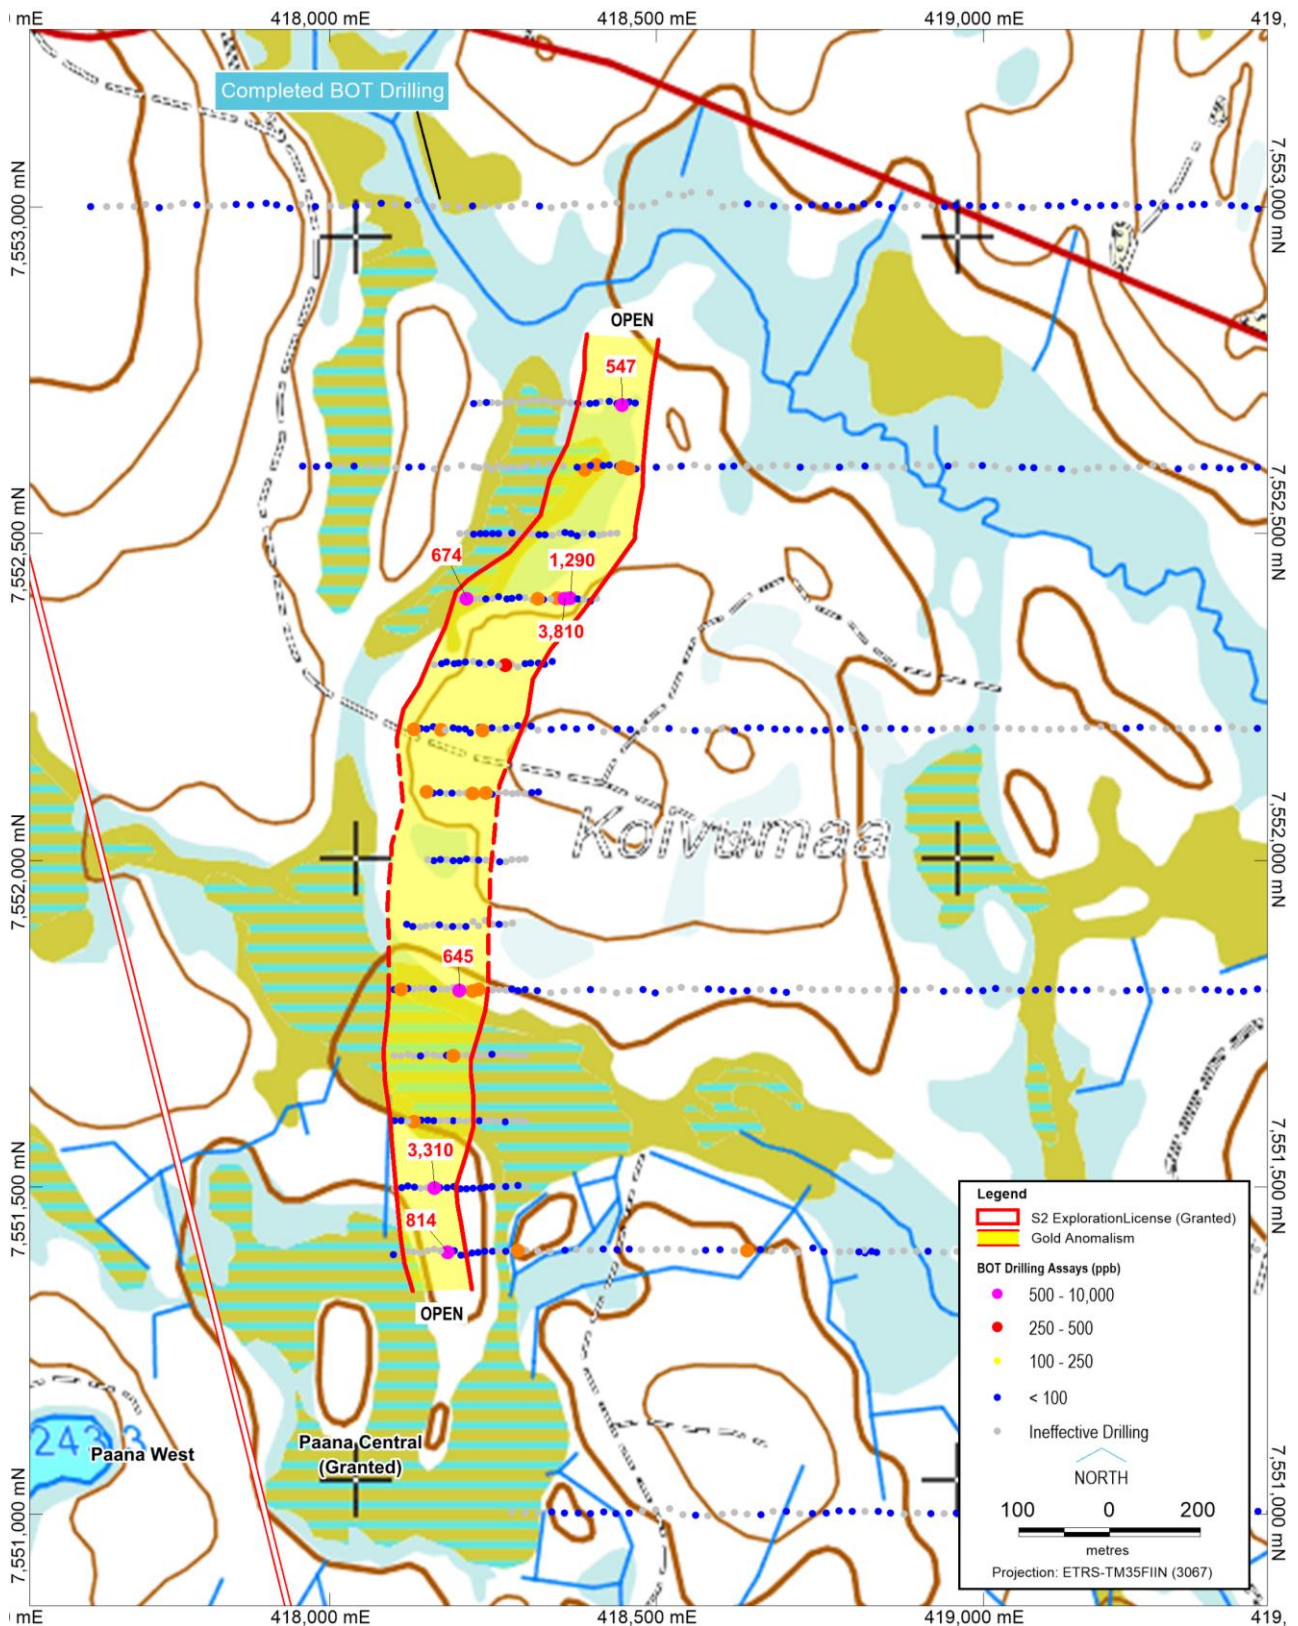 mE
418,000 mE
418,500 mE
419,000 mE
419,
Completed BOT Drilling
7,553,000 mN
7,553,000 mN
OPEN
547
7,552,500 mN
7,552,500 mN
674
1,290
3,810
Koivumaa
7,552,000 mN
7,552,000 mN
645
3,310
7,551,500 mN
7,551,500 mN
814
OPEN
Legend
S2 ExplorationLicense (Granted)
Gold Anomalism
BOT Drilling Assays (ppb)
500 - 10,000
250 - 500
100 - 250
< 100
Ineffective Drilling
NORTH
100 0 200
metres
Projection: ETRS-TM35FIIN (3067)
243 3
Paana West
Paana Central
(Granted)
7,551,000 mN
7,551,000 mN
mE
418,000 mE
418,500 mE
419,000 mE
419,